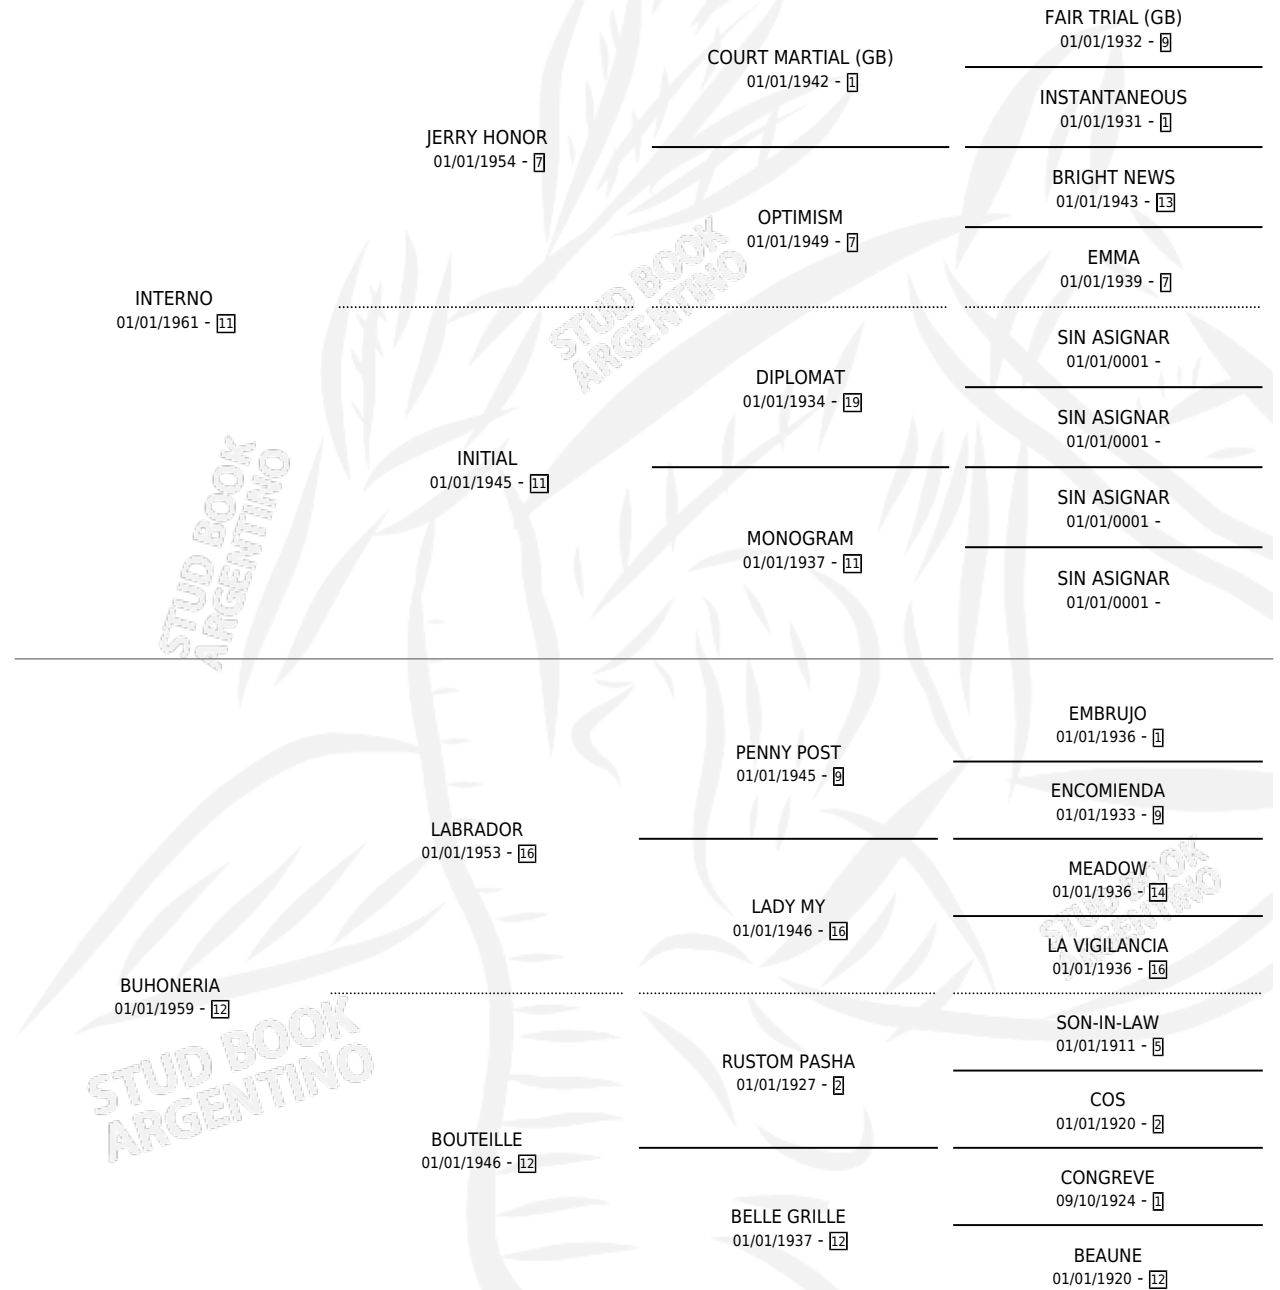 FAIR TRIAL (GB)
01/01/1932 - 9
COURT MARTIAL (GB)
01/01/1942 - 1
INSTANTANEOUS
01/01/1931 - 1
JERRY HONOR
01/01/1954 - 7
BRIGHT NEWS
01/01/1943 - 13
OPTIMISM
01/01/1949 - 7
EMMA
01/01/1939 - 7
INTERNO
01/01/1961 - 11
SIN ASIGNAR
01/01/0001 -
DIPLOMAT
01/01/1934 - 19
SIN ASIGNAR
01/01/0001 -
INITIAL
01/01/1945 - 11
SIN ASIGNAR
01/01/0001 -
MONOGRAM
01/01/1937 - 11
SIN ASIGNAR
01/01/0001 -
EMBRUJO
01/01/1936 - 1
PENNY POST
01/01/1945 - 9
ENCOMIENDA
01/01/1933 - 9
LABRADOR
01/01/1953 - 16
MEADOW
01/01/1936 - 14
LADY MY
01/01/1946 - 16
LA VIGILANCIA
01/01/1936 - 16
BUHONERIA
01/01/1959 - 12
SON-IN-LAW
01/01/1911 - 5
RUSTOM PASHA
01/01/1927 - 2
COS
01/01/1920 - 2
BOUTEILLE
01/01/1946 - 12
CONGREVE
09/10/1924 - 1
BELLE GRILLE
01/01/1937 - 12
BEAUNE
01/01/1920 - 12
STUD BOOK
ARGENTINO
STUD BOOK
ARGENTINO
STUD BOOK
ARGENTINO
STUD BOOK
ARGENTINO